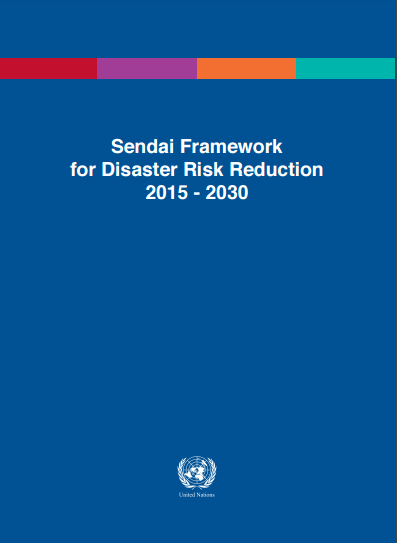 Sendai Framework
for Disaster Risk Reduction
2015 - 2030
United Nations